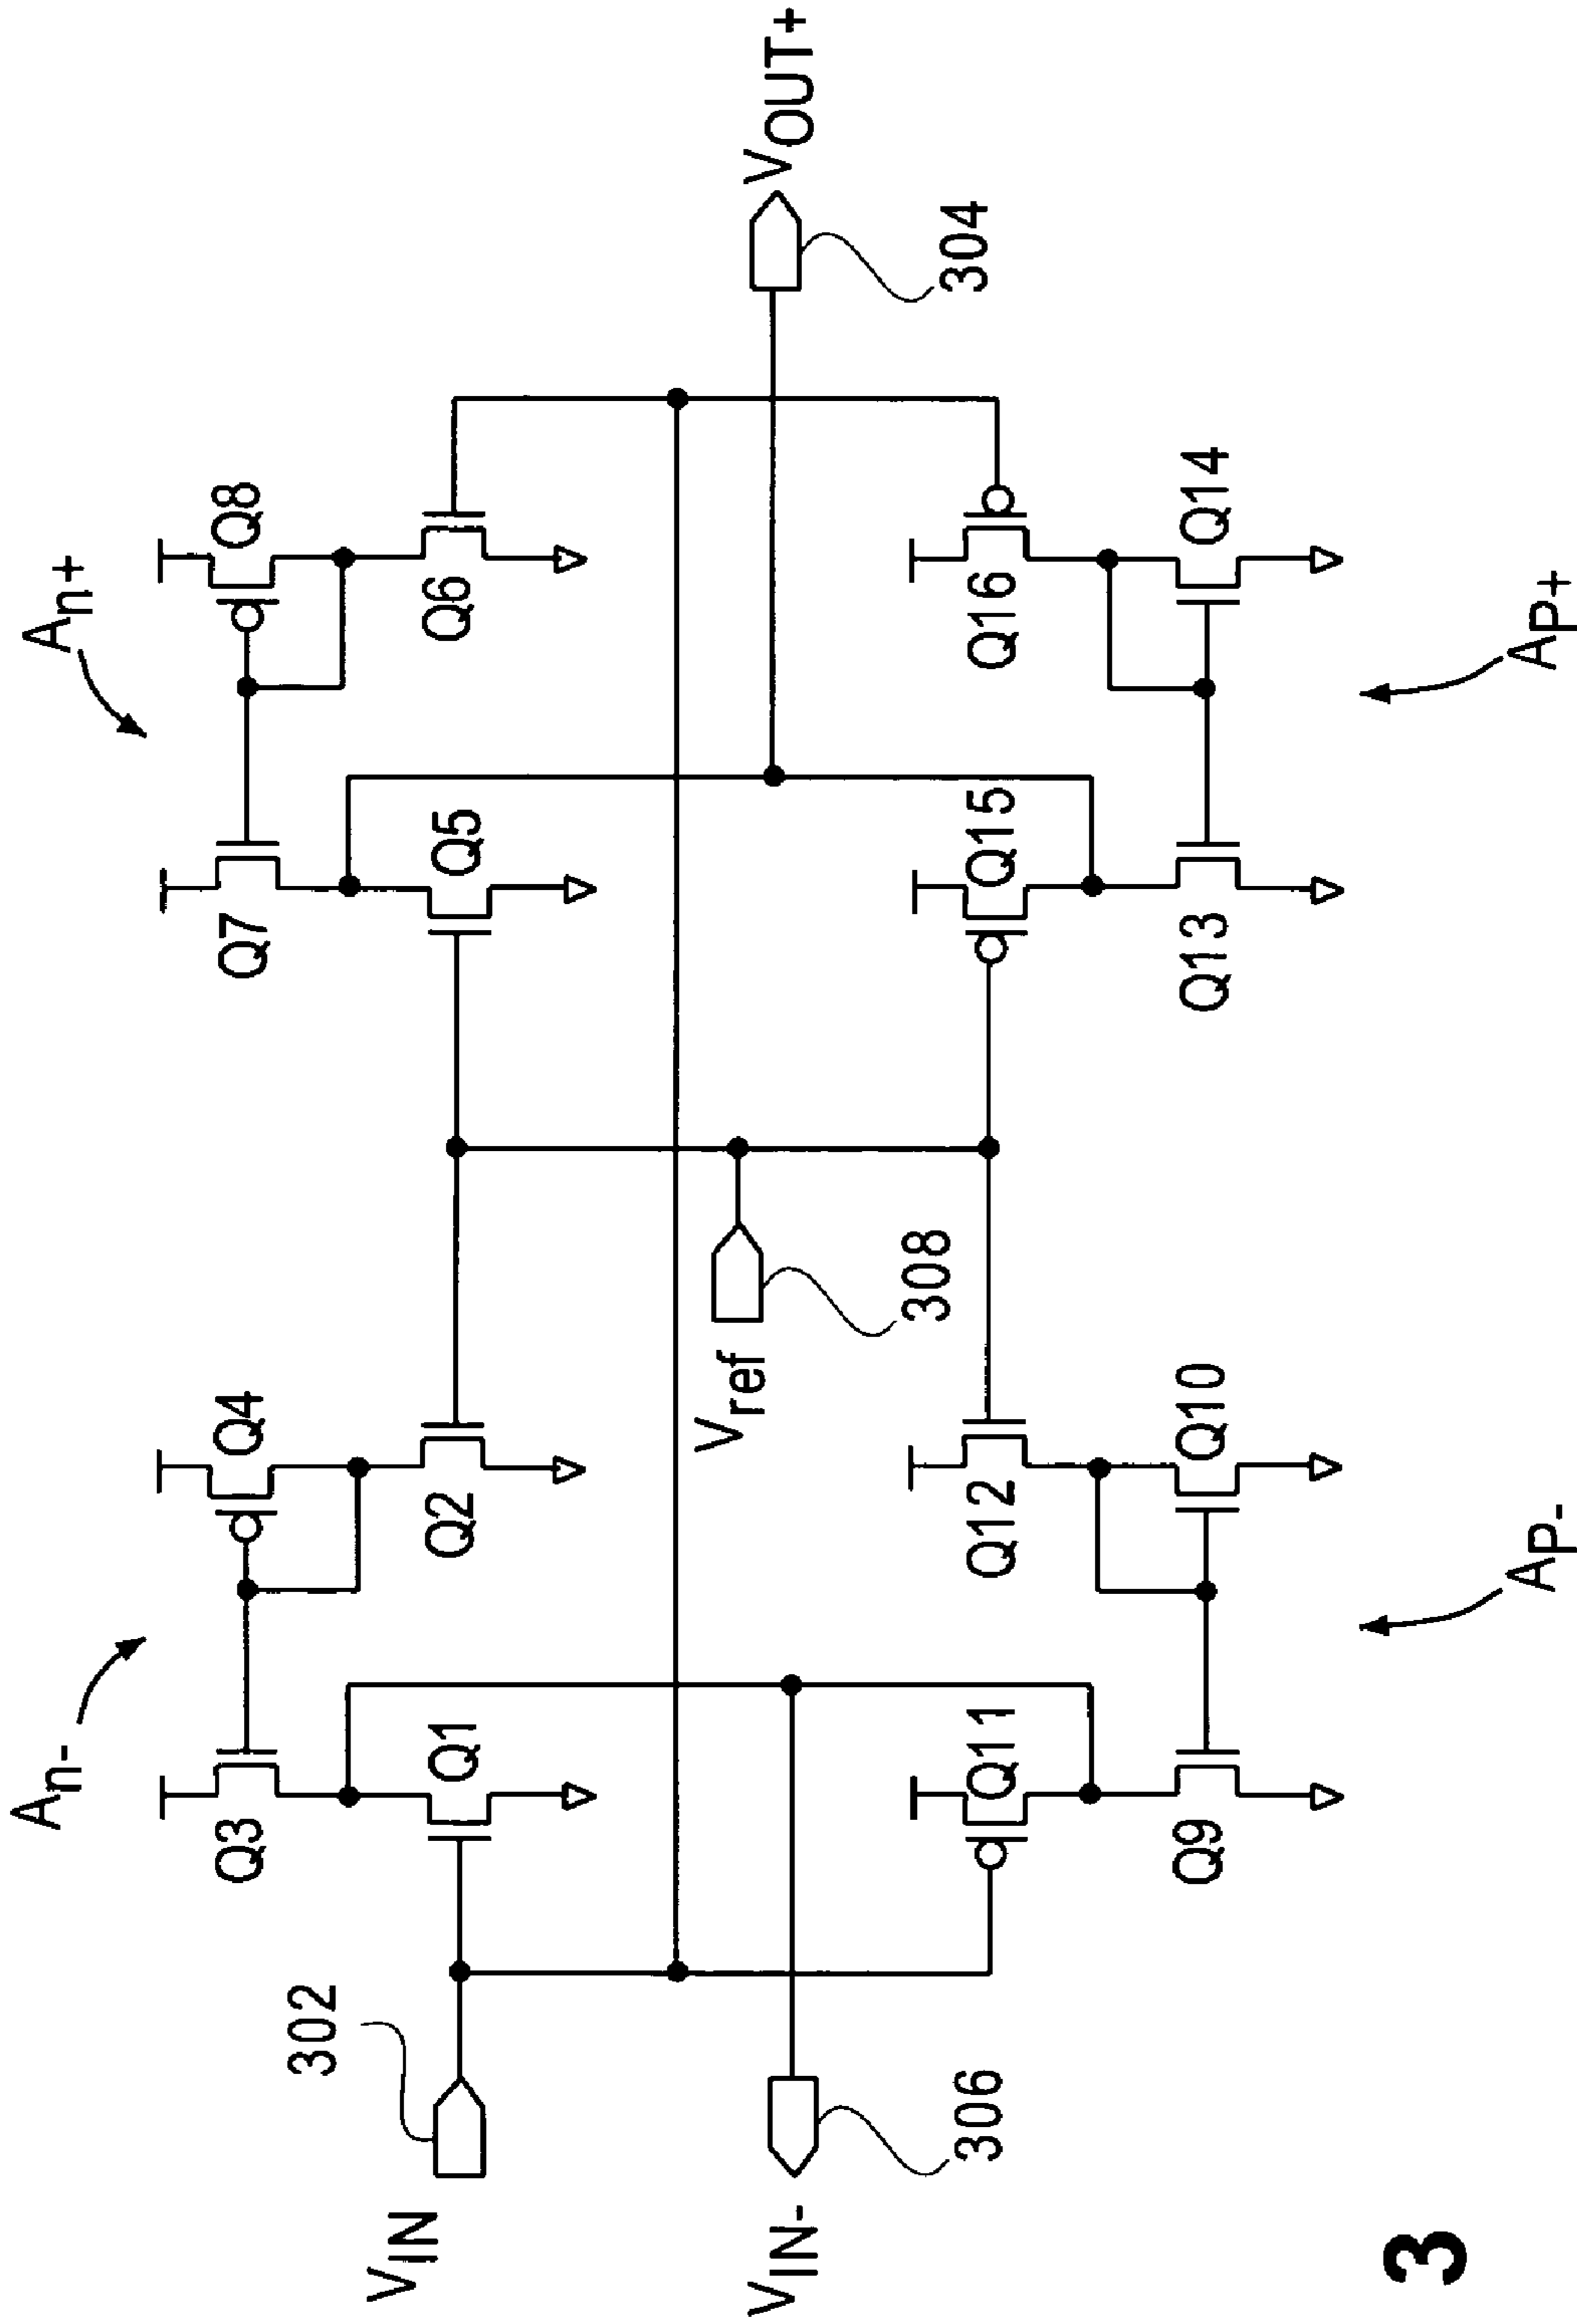 An-
An+
Q3
Q4
Q7
Q8
302
VIN
Q1
Q2
Q5
Q6
Vref
VIN-
VOUT+
308
306
304
Q11
Q12
Q15
Q16
Q9
Q10
Q13
Q14
AP-
AP+
3